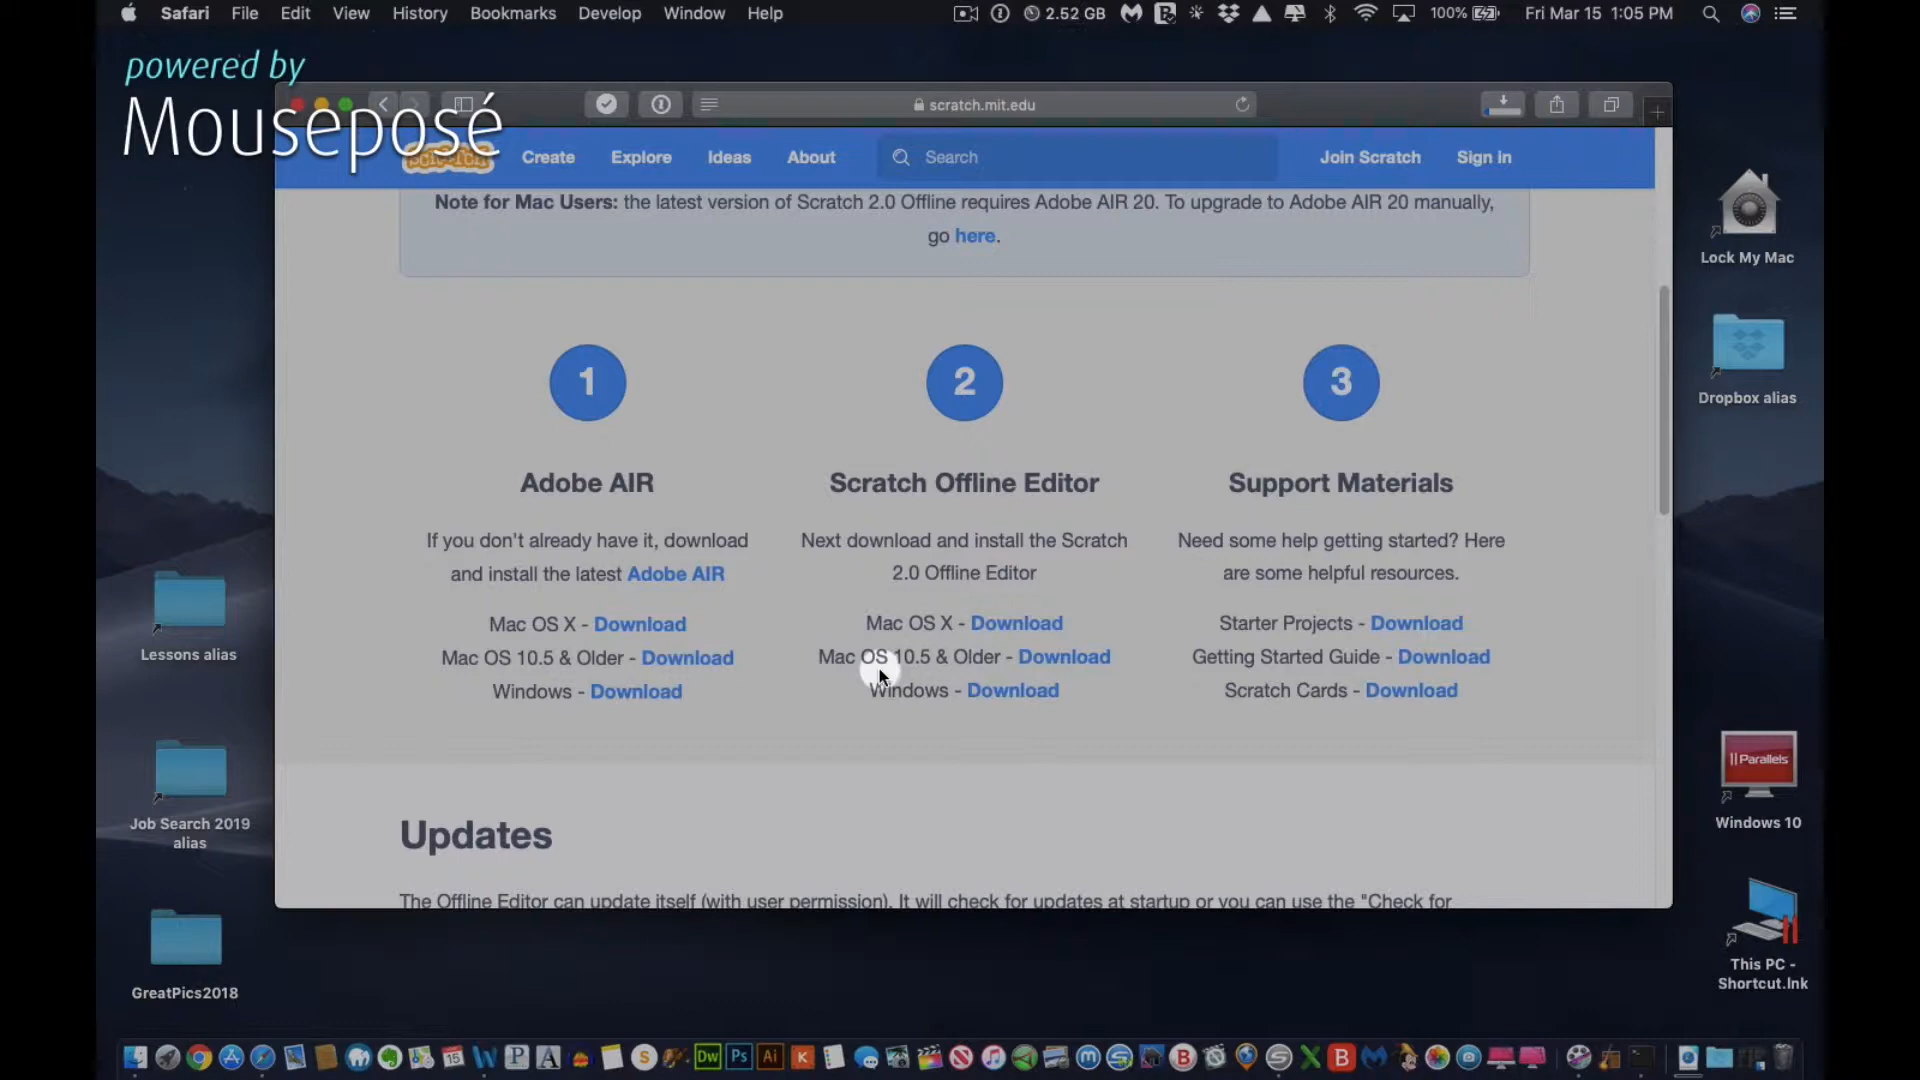 Safari File Edit View History Bookmarks Develop Window Help 2.52 GB 100% Fri Mar 15 1:05 PM
powered by
Mouseposé
scratch.mit.edu
SCRATCH Create Explore Ideas About Search Join Scratch Sign in
Note for Mac Users: the latest version of Scratch 2.0 Offline requires Adobe AIR 20. To upgrade to Adobe AIR 20 manually,
go here.
1 2 3
Adobe AIR
If you don't already have it, download
and install the latest Adobe AIR
Mac OS X - Download
Mac OS 10.5 & Older - Download
Windows - Download
Scratch Offline Editor
Next download and install the Scratch
2.0 Offline Editor
Mac OS X - Download
Mac OS 10.5 & Older - Download
Windows - Download
Support Materials
Need some help getting started? Here
are some helpful resources.
Starter Projects - Download
Getting Started Guide - Download
Scratch Cards - Download
Updates
The Offline Editor can update itself (with user permission). It will check for updates at startup or you can use the "Check for
Lock My Mac
Dropbox alias
Lessons alias
Job Search 2019
alias
GreatPics2018
Parallels
Windows 10
This PC -
Shortcut.lnk
15 Dw Ps Ai K